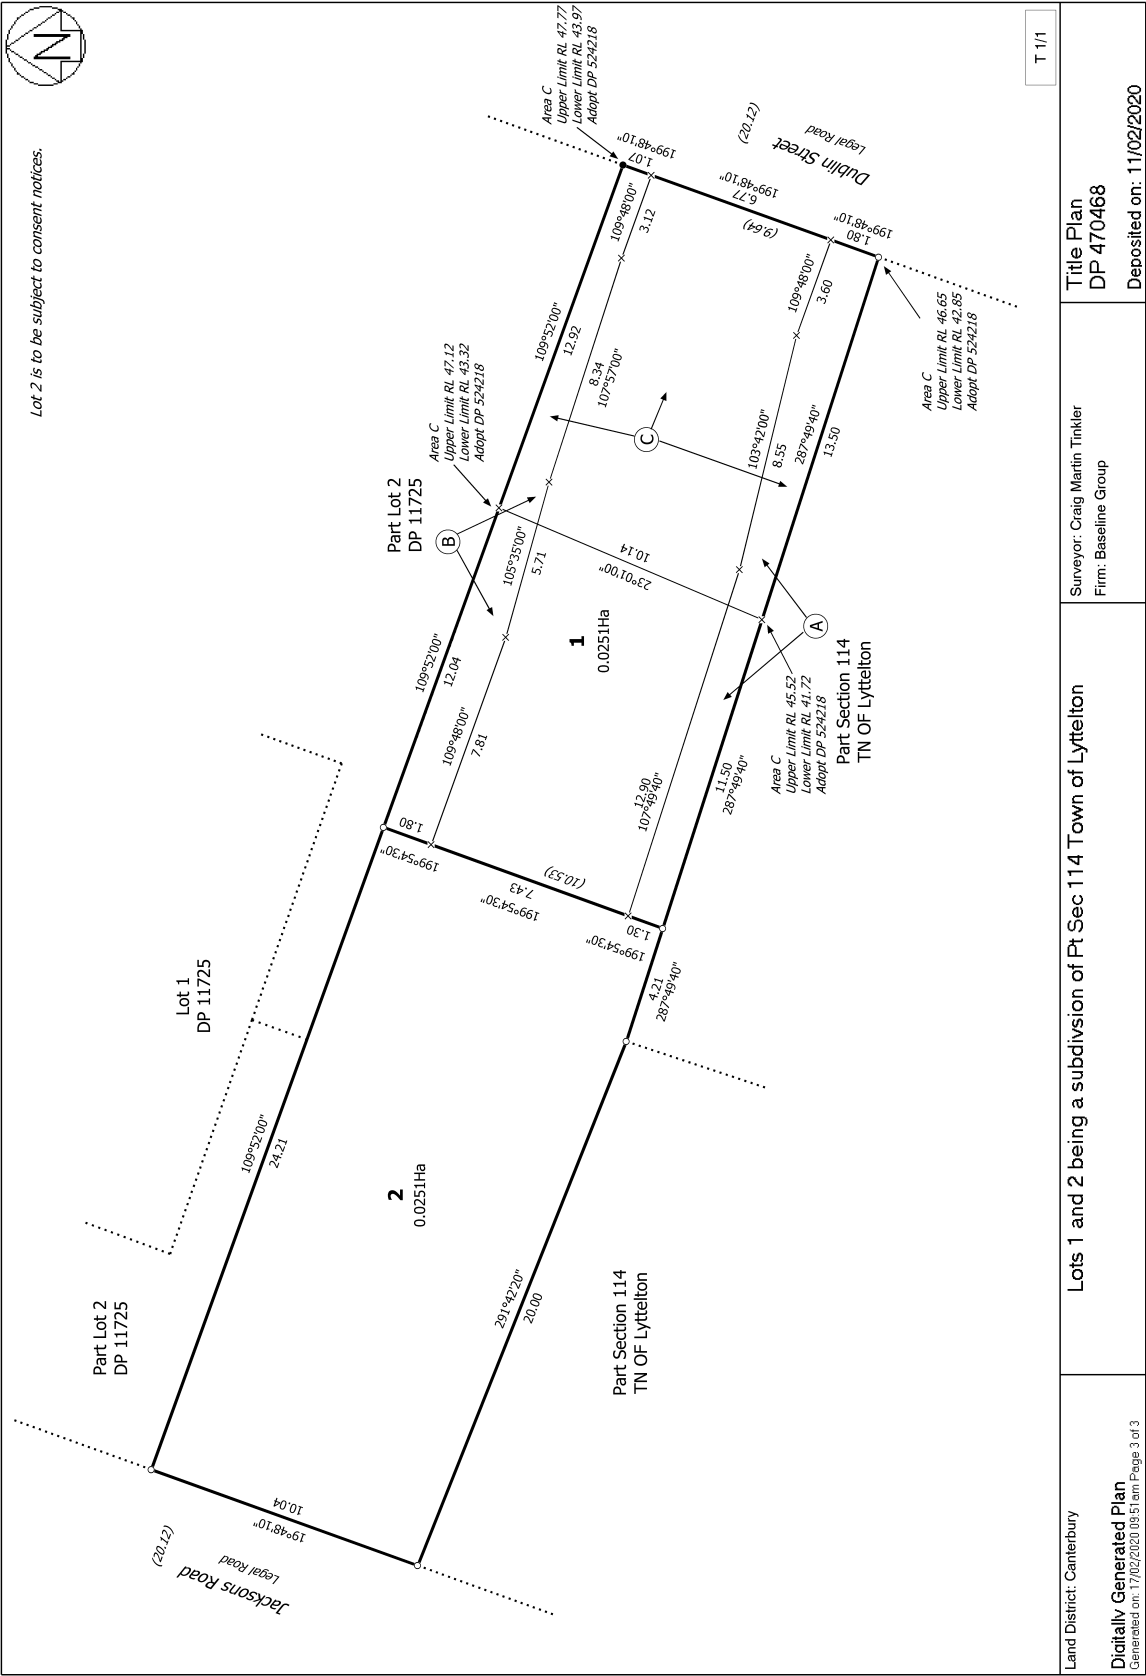 Lot 2 is to be subject to consent notices.
N
Area C
Upper Limit RL 47.77
Lower Limit RL 43.97
Adopt DP 524218
Part Lot 2
DP 11725
Lot 1
DP 11725
Part Lot 2
DP 11725
Area C
Upper Limit RL 47.12
Lower Limit RL 43.32
Adopt DP 524218
(20.12)
Jacksons Road
Legal Road
19°48'10"
10.04
109°52'00"
24.21
2
0.0251Ha
291°42'20"
20.00
Part Section 114
TN OF Lyttelton
4.21
287°49'40"
199°54'30"
1.80
199°54'30"
7.43
(10.53)
199°54'30"
1.30
109°52'00"
12.04
109°48'00"
7.81
B
105°35'00"
5.71
1
0.0251Ha
12.90
107°49'40"
11.50
287°49'40"
23°01'00"
10.14
109°52'00"
12.92
8.34
107°57'00"
109°48'00"
3.12
C
103°42'00"
8.55
109°48'00"
3.60
287°49'40"
13.50
A
Part Section 114
TN OF Lyttelton
Area C
Upper Limit RL 45.52
Lower Limit RL 41.72
Adopt DP 524218
199°48'10"
1.07
199°48'10"
6.77
(9.64)
199°48'10"
1.80
Dublin Street
Legal Road
(20.12)
Area C
Upper Limit RL 46.65
Lower Limit RL 42.85
Adopt DP 524218
T 1/1
Land District: Canterbury
Digitally Generated Plan
Generated on: 17/02/2020 09:51am Page 3 of 3
Lots 1 and 2 being a subdivision of Pt Sec 114 Town of Lyttelton
Surveyor: Craig Martin Tinkler
Firm: Baseline Group
Title Plan
DP 470468
Deposited on: 11/02/2020